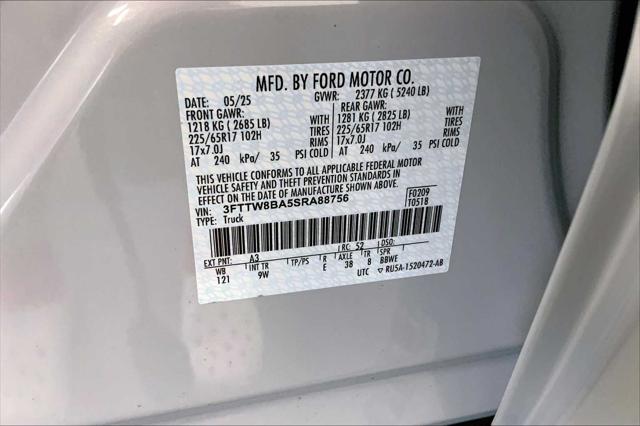 MFD. BY FORD MOTOR CO.
DATE: 05/25 GVWR: 2377 KG ( 5240 LB)
FRONT GAWR: REAR GAWR:
1218 KG ( 2685 LB) 1281 KG ( 2825 LB)
225/65R17 102H TIRES 225/65R17 102H TIRES
17x7.0J RIMS 17x7.0J RIMS
AT 240 kPa/ 35 PSI COLD AT 240 kPa/ 35 PSI COLD
THIS VEHICLE CONFORMS TO ALL APPLICABLE FEDERAL MOTOR
VEHICLE SAFETY AND THEFT PREVENTION STANDARDS IN
EFFECT ON THE DATE OF MANUFACTURE SHOWN ABOVE.
VIN: 3FTTW8BA5SRA88756 F0209
TYPE: Truck T0518
EXT PNT: A3 RC: 52 DSO:
WB INT TR TP/PS R AXLE TR SPR
121 9W E 38 8 BBWE
UTC ▽ RU5A-1520472-AB